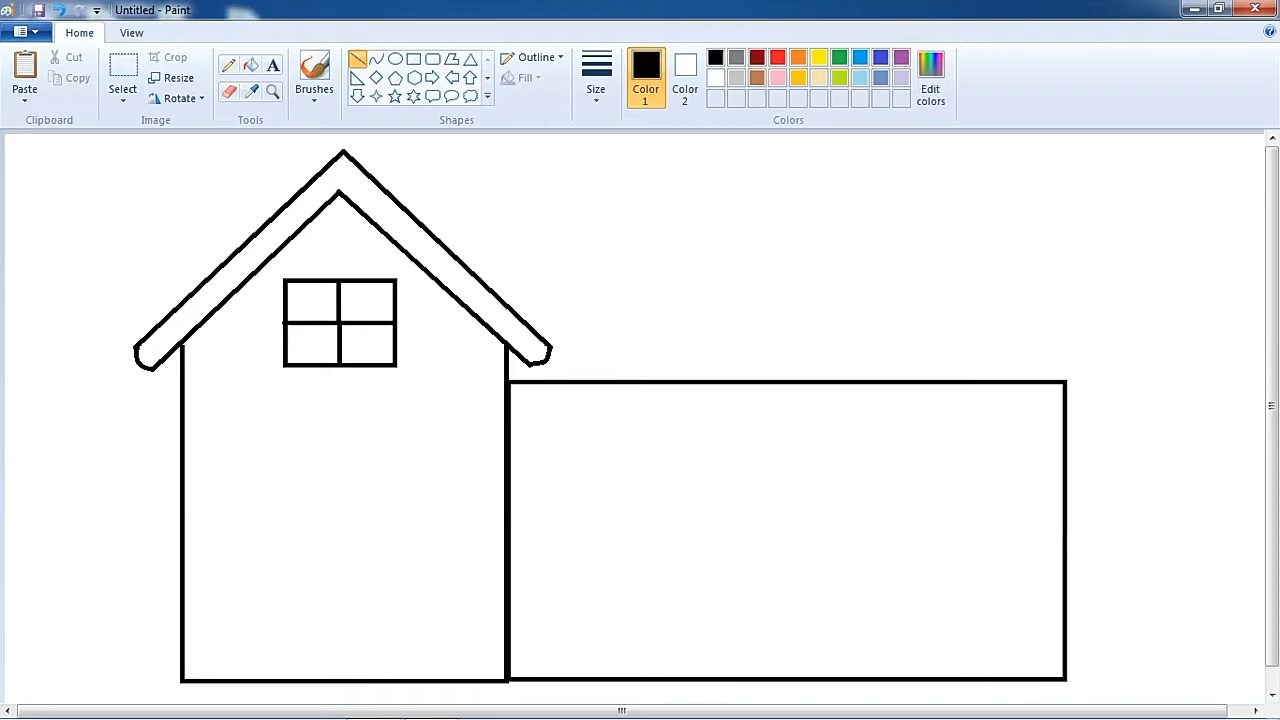 Untitled - Paint
Home View
Paste
Cut
Copy
Clipboard
Select
Crop
Resize
Rotate
Image
A
Tools
Brushes
Shapes
Outline
Fill
Size
Color 1
Color 2
Edit colors
Colors